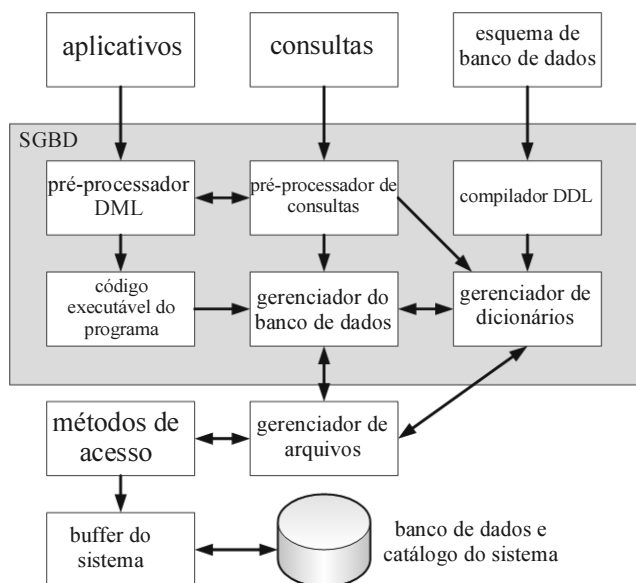 aplicativos
consultas
esquema de
banco de dados
SGBD
pré-processador
DML
pré-processador de
consultas
compilador DDL
código
executável do
programa
gerenciador do
banco de dados
gerenciador de
dicionários
métodos de
acesso
gerenciador de
arquivos
buffer do
sistema
banco de dados e
catálogo do sistema